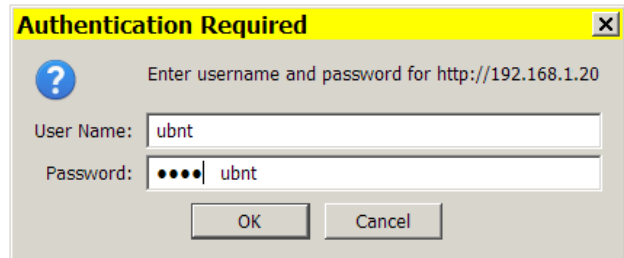 Authentication Required
Enter username and password for http://192.168.1.20
User Name: ubnt
Password: •••• ubnt
OK Cancel